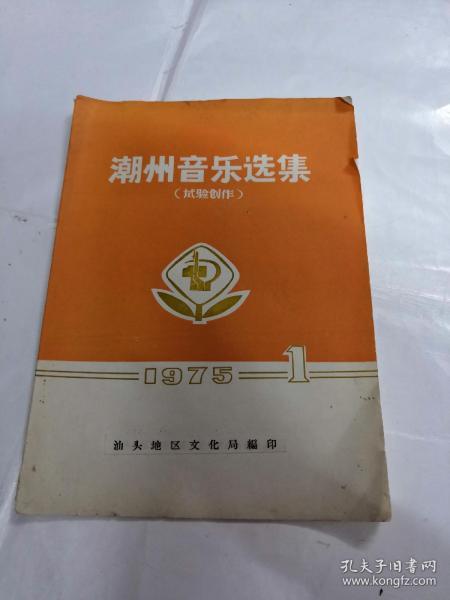 潮州音乐选集
（试验创作）
1975 1
汕头地区文化局编印
孔夫子旧书网
www.kongfz.com